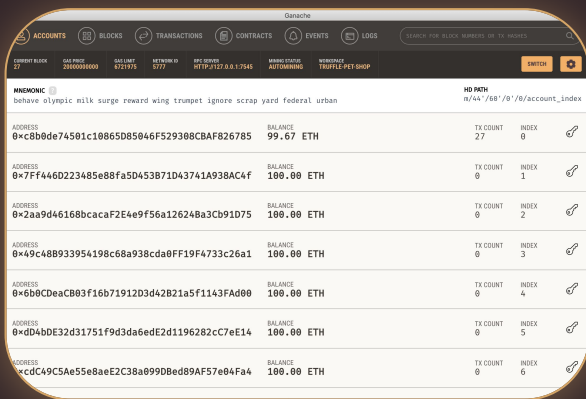 Ganache
ACCOUNTS BLOCKS TRANSACTIONS CONTRACTS EVENTS LOGS SEARCH FOR BLOCK NUMBERS OR TX HASHES
CURRENT BLOCK GAS PRICE GAS LIMIT NETWORK ID RPC SERVER MINING STATUS WORKSPACE
27 20000000000 6721975 5777 HTTP://127.0.0.1:7545 AUTOMINING TRUFFLE-PET-SHOP SWITCH
MNEMONIC ? HD PATH
behave olympic milk surge reward wing trumpet ignore scrap yard federal urban m/44'/60'/0'/0/account_index
ADDRESS BALANCE TX COUNT INDEX
0×c8b0de74501c10865D85046F529308CBAF826785 99.67 ETH 27 0
ADDRESS BALANCE TX COUNT INDEX
0×7Ff446D223485e88fa5D453B71D43741A938AC4f 100.00 ETH 0 1
ADDRESS BALANCE TX COUNT INDEX
0×2aa9d46168bcacaF2E4e9f56a12624Ba3Cb91D75 100.00 ETH 0 2
ADDRESS BALANCE TX COUNT INDEX
0×49c48B933954198c68a938cda0FF19F4733c26a1 100.00 ETH 0 3
ADDRESS BALANCE TX COUNT INDEX
0×6b0CDeaCB03f16b71912D3d42B21a5f1143FAd00 100.00 ETH 0 4
ADDRESS BALANCE TX COUNT INDEX
0×dD4bDE32d31751f9d3da6edE2d1196282cC7eE14 100.00 ETH 0 5
ADDRESS BALANCE TX COUNT INDEX
×cdC49C5Ae55e8aeE2C38a099DBed89AF57e04Fa4 100.00 ETH 0 6